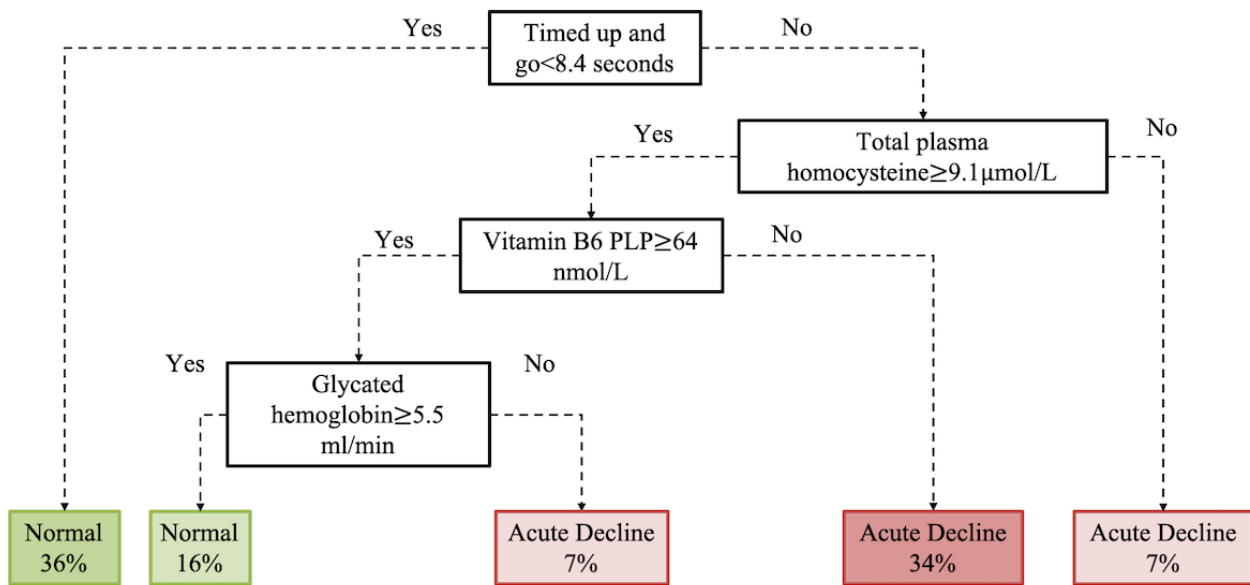 Yes
Timed up and
go<8.4 seconds
No
Yes
Total plasma
homocysteine≥9.1μmol/L
No
Yes
Vitamin B6 PLP≥64
nmol/L
No
Yes
Glycated
hemoglobin≥5.5
ml/min
No
Normal
36%
Normal
16%
Acute Decline
7%
Acute Decline
34%
Acute Decline
7%